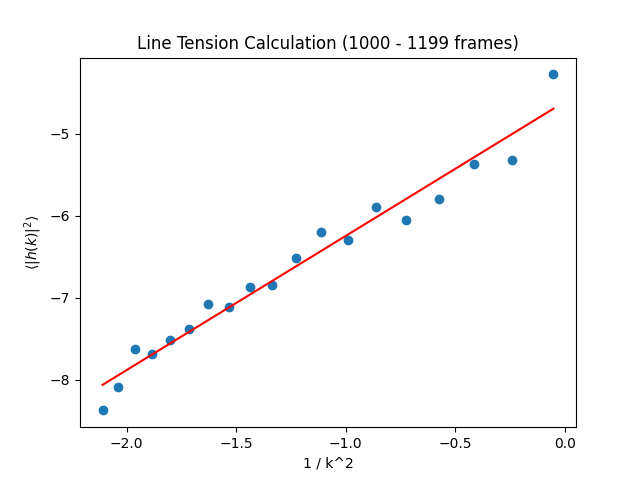 Line Tension Calculation (1000 - 1199 frames)
⟨|h(k)|²⟩
−5
−6
−7
−8
−2.0 −1.5 −1.0 −0.5 0.0
1 / k^2